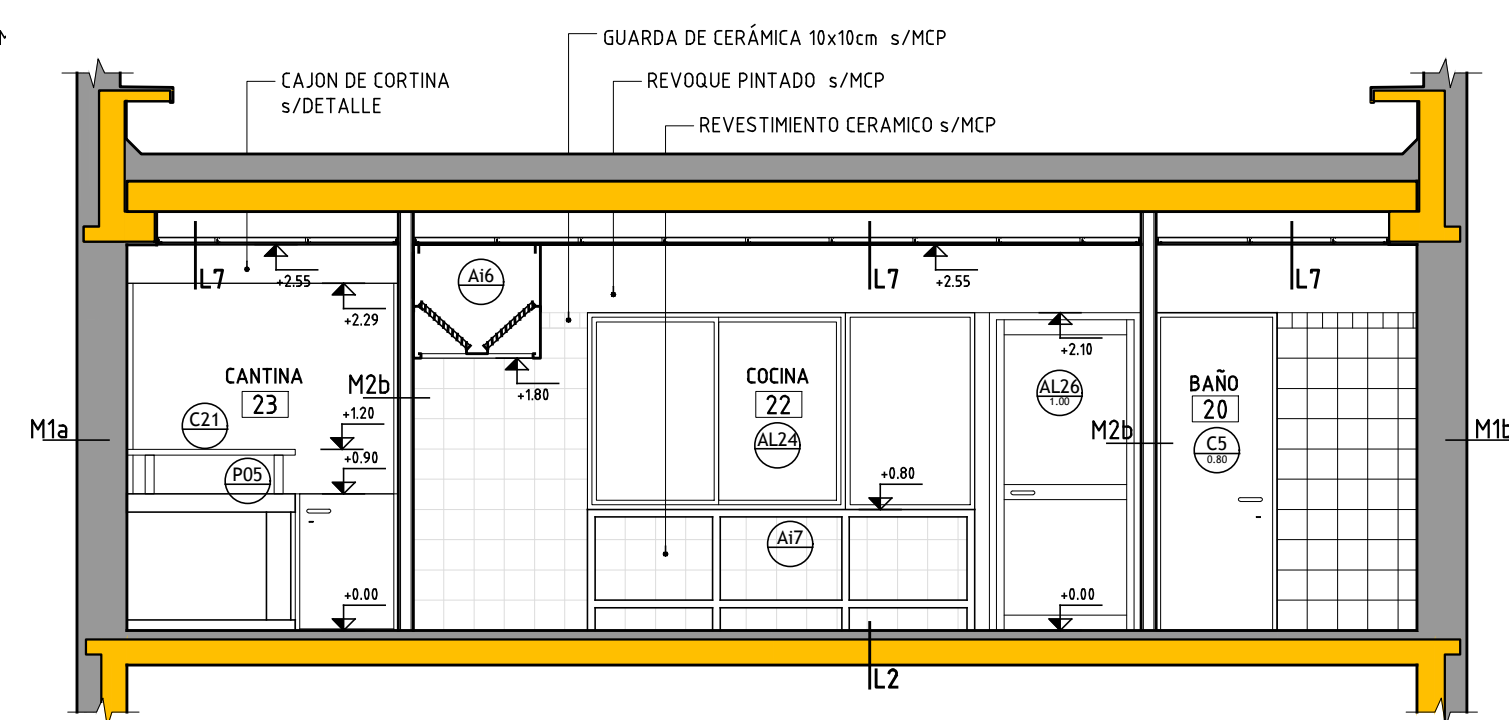 GUARDA DE CERÁMICA 10x10cm s/MCP
CAJON DE CORTINA
s/DETALLE
REVOQUE PINTADO s/MCP
REVESTIMIENTO CERAMICO s/MCP
L7
+2.55
Ai6
L7
+2.55
L7
+2.29
+2.10
CANTINA
23
M2b
+1.80
COCINA
22
AL26
1.00
BAÑO
20
C21
+1.20
M1a
AL24
M2b
C5
0.80
M1b
+0.90
P05
+0.80
Ai7
+0.00
+0.00
L2